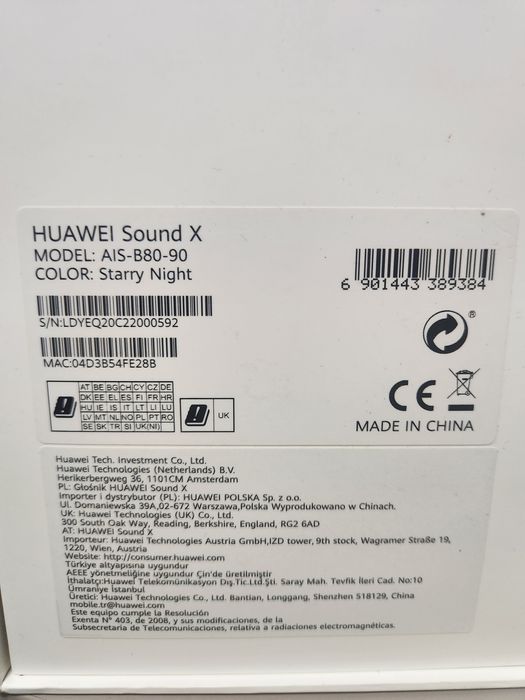 HUAWEI Sound X
MODEL: AIS-B80-90
COLOR: Starry Night
6 901443 389384
S/N:LDYEQ20C22000592
®
MAC:04D3B54FE28B
AT BE BG CH CY CZ DE
DK EE EL ES FI FR HR
HU IE IS IT LT LI LU
LV MT NL NO PL PT RO
SE SK TR SI UK(NI)
UK
CE
MADE IN CHINA
Huawei Tech. Investment Co., Ltd.
Huawei Technologies (Netherlands) B.V.
Herikerbergweg 36, 1101CM Amsterdam
PL: Głośnik HUAWEI Sound X
Importer i dystrybutor (PL): HUAWEI POLSKA Sp. z o.o.
Ul. Domaniewska 39A,02-672 Warszawa,Polska Wyprodukowano w Chinach.
UK: Huawei Technologies (UK) Co., Ltd.
300 South Oak Way, Reading, Berkshire, England, RG2 6AD
AT: HUAWEI Sound X
Importeur: Huawei Technologies Austria GmbH,IZD tower, 9th stock, Wagramer Straße 19,
1220, Wien, Austria
Website: http://consumer.huawei.com
Türkiye altyapısına uygundur
AEEE yönetmeliğine uygundur Çin'de üretilmiştir
İthalatçı:Huawei Telekomünikasyon Dış.Tic.Ltd.Şti. Saray Mah. Tevfik İleri Cad. No:10
Ümraniye İstanbul
Üretici: Huawei Technologies Co., Ltd. Bantian, Longgang, Shenzhen 518129, China
mobile.tr@huawei.com
Este equipo cumple la Resolución
Exenta N° 403, de 2008, y sus modificaciones, de la
Subsecretaria de Telecomunicaciones, relativa a radiaciones electromagnéticas.